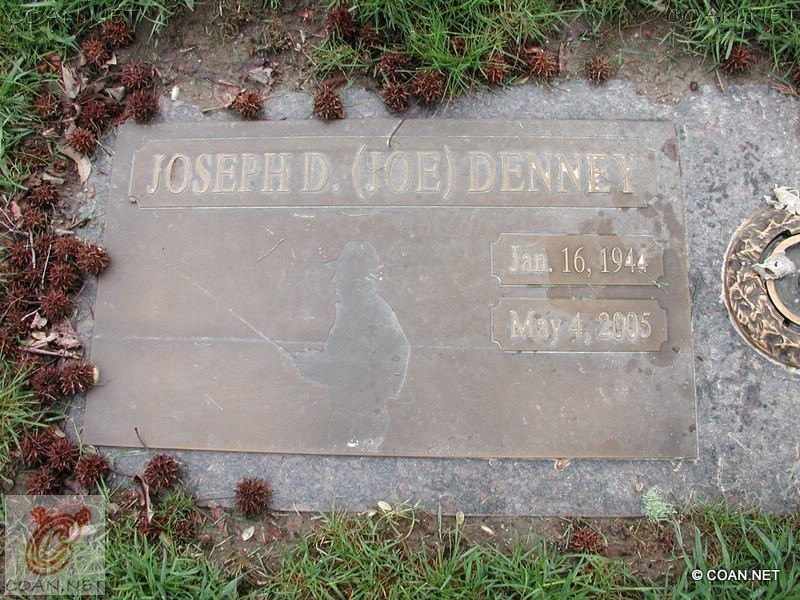 JOSEPH D. (JOE) DENNEY
Jan. 16, 1944
May 4, 2005
COAN.NET
© COAN.NET